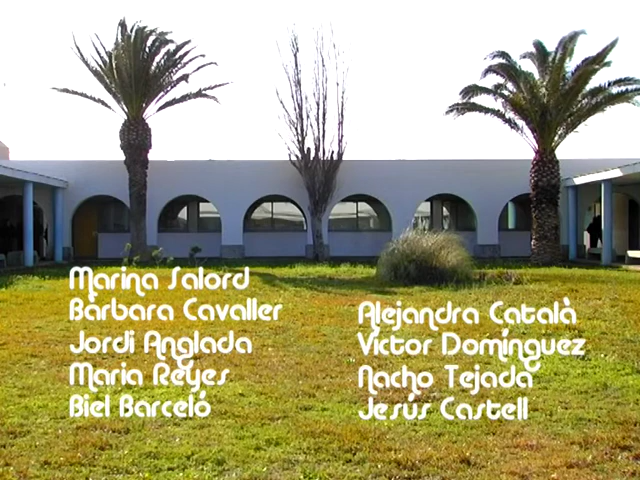 Marina Salord
Bàrbara Cavaller
Jordi Anglada
Maria Reyes
Biel Barceló
Alejandra Català
Víctor Domínguez
Nacho Tejada
Jesús Castell